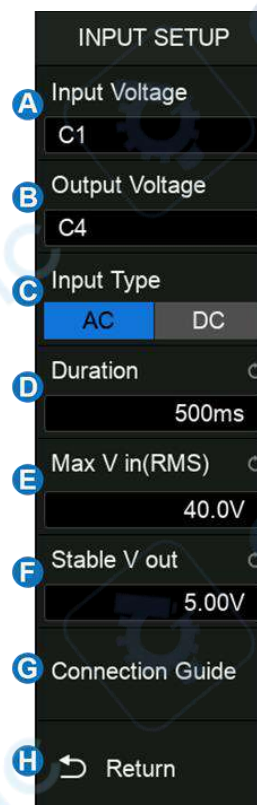 INPUT SETUP
A Input Voltage
C1
B Output Voltage
C4
C Input Type
AC DC
D Duration
500ms
E Max V in(RMS)
40.0V
F Stable V out
5.00V
G Connection Guide
H Return